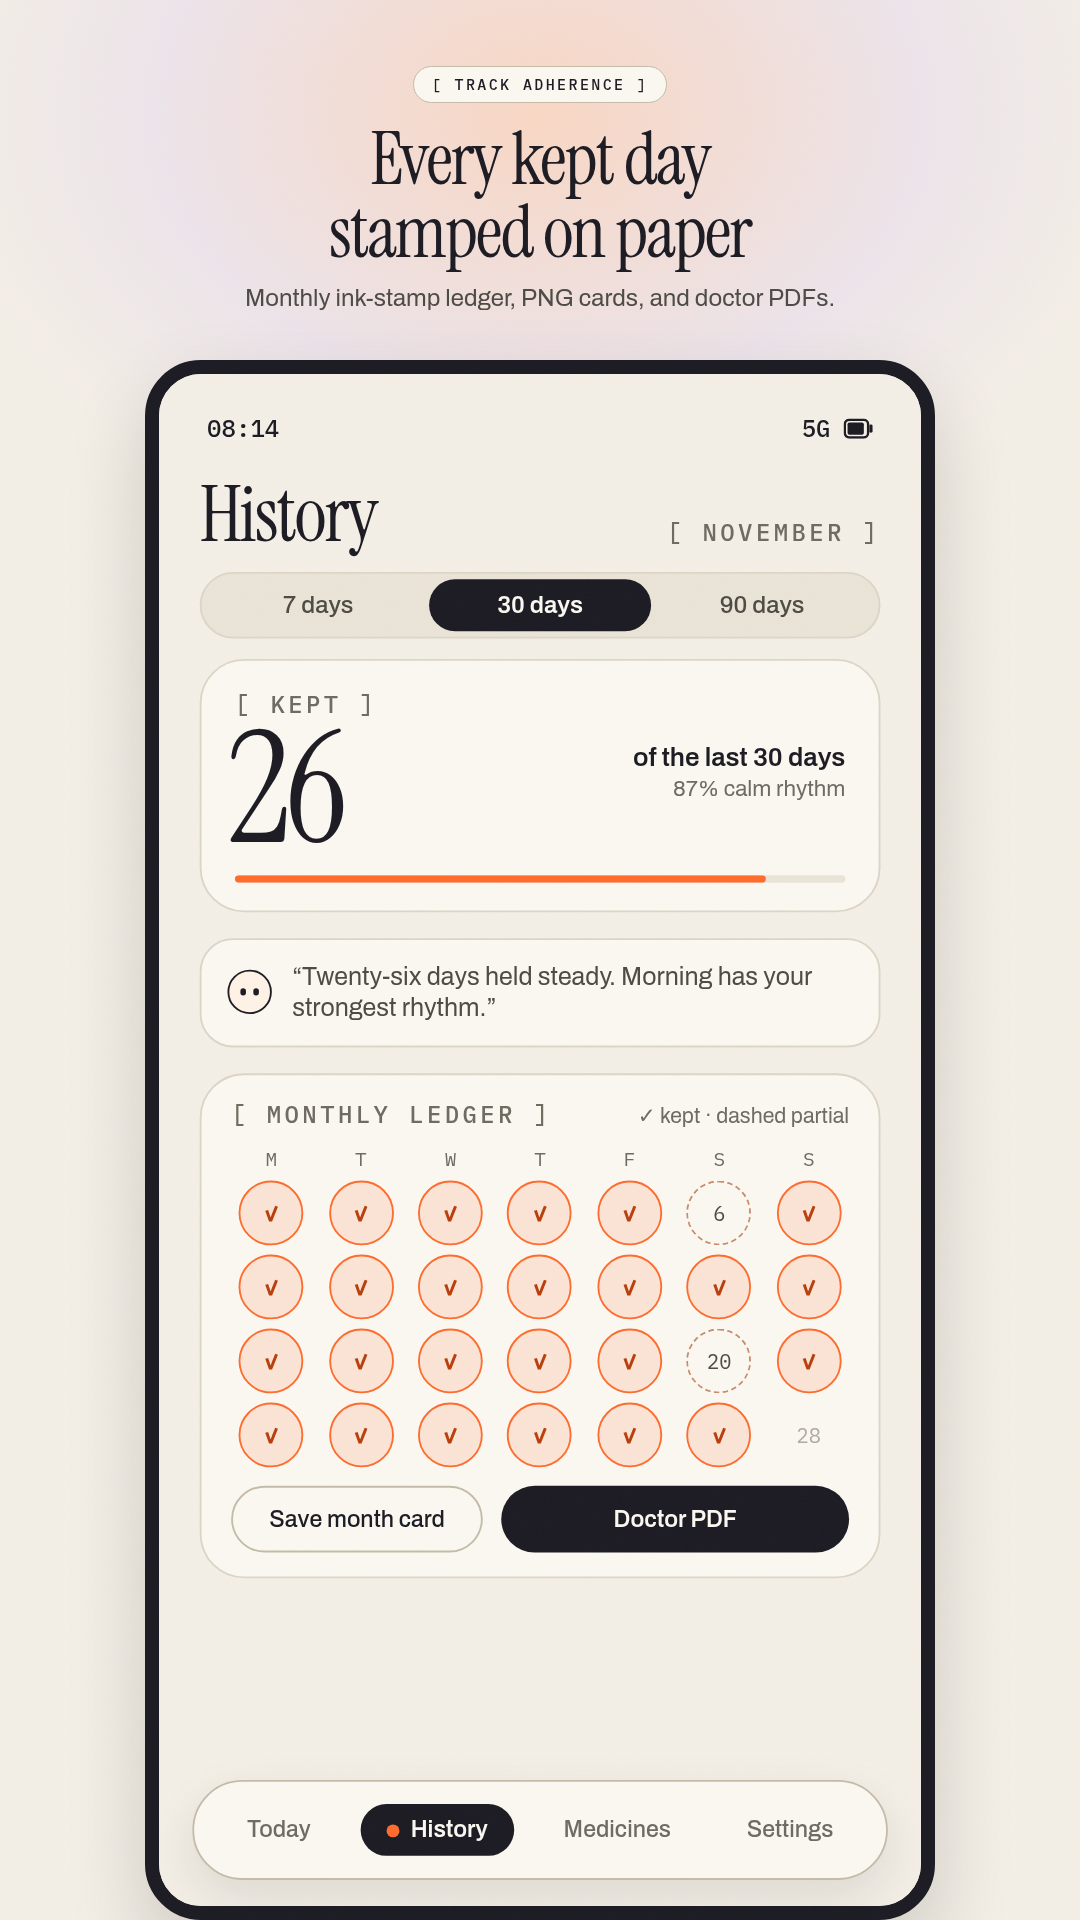 [ TRACK ADHERENCE ]
Every kept day
stamped on paper
Monthly ink-stamp ledger, PNG cards, and doctor PDFs.
08:14 5G
History [ NOVEMBER ]
7 days 30 days 90 days
[ KEPT ]
26
of the last 30 days
87% calm rhythm
“Twenty-six days held steady. Morning has your
strongest rhythm.”
[ MONTHLY LEDGER ] ✓ kept · dashed partial
M T W T F S S
✓ ✓ ✓ ✓ ✓ 6 ✓
✓ ✓ ✓ ✓ ✓ ✓ ✓
✓ ✓ ✓ ✓ ✓ 20 ✓
✓ ✓ ✓ ✓ ✓ ✓ 28
Save month card Doctor PDF
Today History Medicines Settings